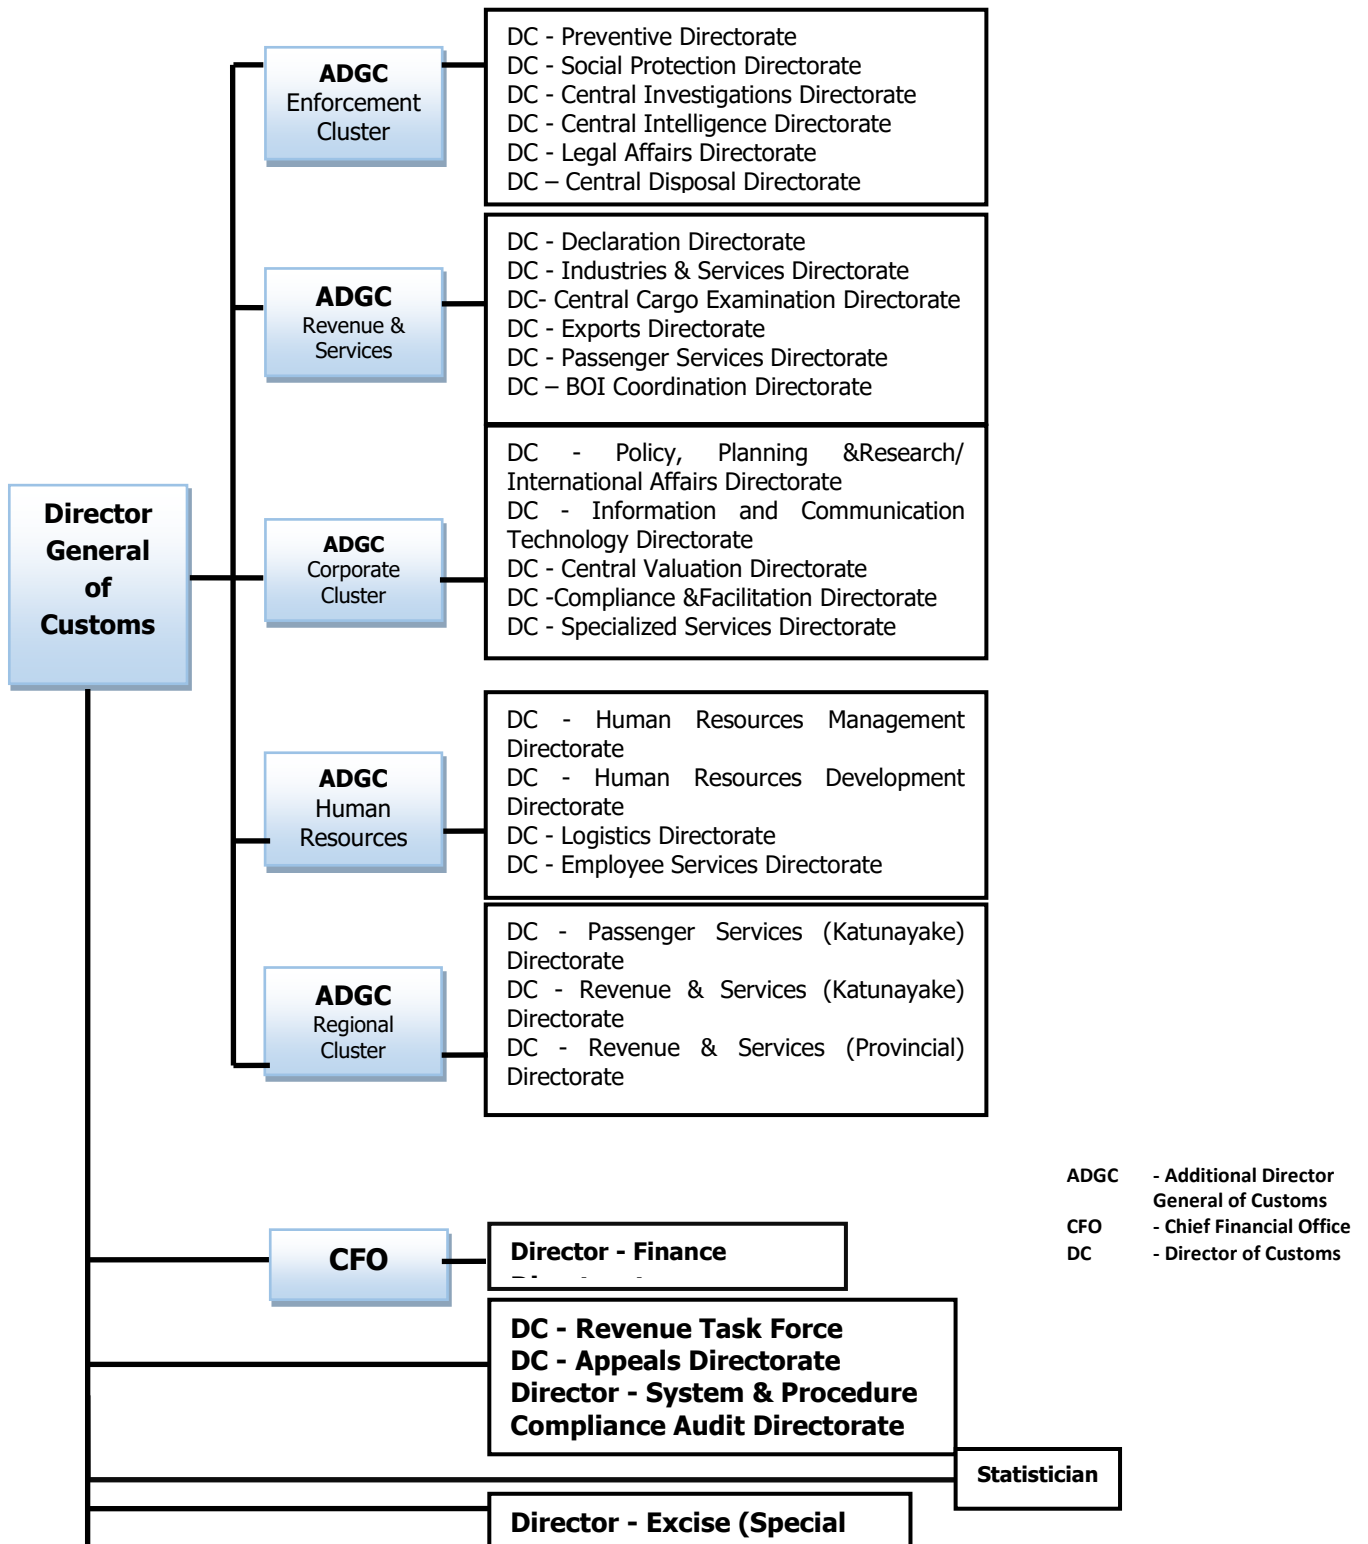 ADGC
Enforcement
Cluster
DC - Preventive Directorate
DC - Social Protection Directorate
DC - Central Investigations Directorate
DC - Central Intelligence Directorate
DC - Legal Affairs Directorate
DC – Central Disposal Directorate
ADGC
Revenue &
Services
DC - Declaration Directorate
DC - Industries & Services Directorate
DC- Central Cargo Examination Directorate
DC - Exports Directorate
DC - Passenger Services Directorate
DC – BOI Coordination Directorate
Director
General
of
Customs
ADGC
Corporate
Cluster
DC - Policy, Planning &Research/
International Affairs Directorate
DC - Information and Communication
Technology Directorate
DC - Central Valuation Directorate
DC -Compliance &Facilitation Directorate
DC - Specialized Services Directorate
ADGC
Human
Resources
DC - Human Resources Management
Directorate
DC - Human Resources Development
Directorate
DC - Logistics Directorate
DC - Employee Services Directorate
ADGC
Regional
Cluster
DC - Passenger Services (Katunayake)
Directorate
DC - Revenue & Services (Katunayake)
Directorate
DC - Revenue & Services (Provincial)
Directorate
ADGC - Additional Director
General of Customs
CFO - Chief Financial Office
DC - Director of Customs
CFO
Director - Finance
DC - Revenue Task Force
DC - Appeals Directorate
Director - System & Procedure
Compliance Audit Directorate
Statistician
Director - Excise (Special